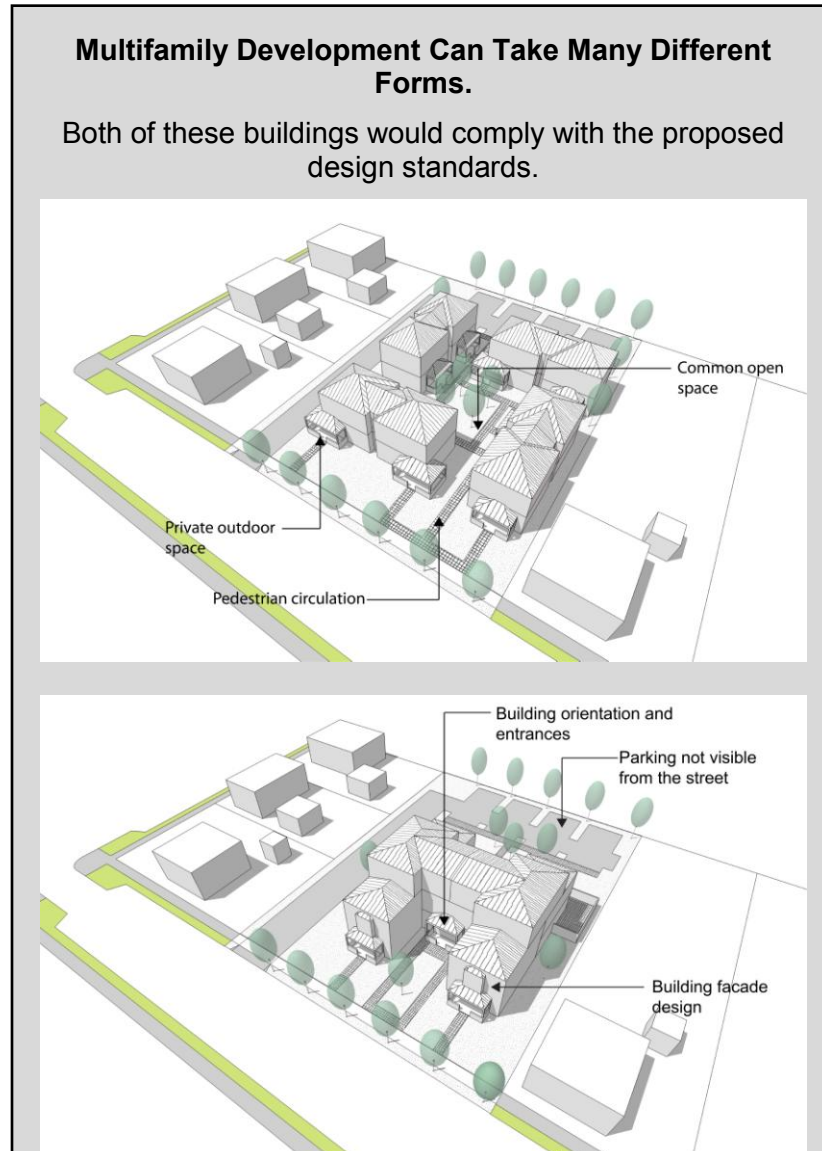 Multifamily Development Can Take Many Different
Forms.
Both of these buildings would comply with the proposed
design standards.
Common open
space
Private outdoor
space
Pedestrian circulation
Building orientation and
entrances
Parking not visible
from the street
Building facade
design